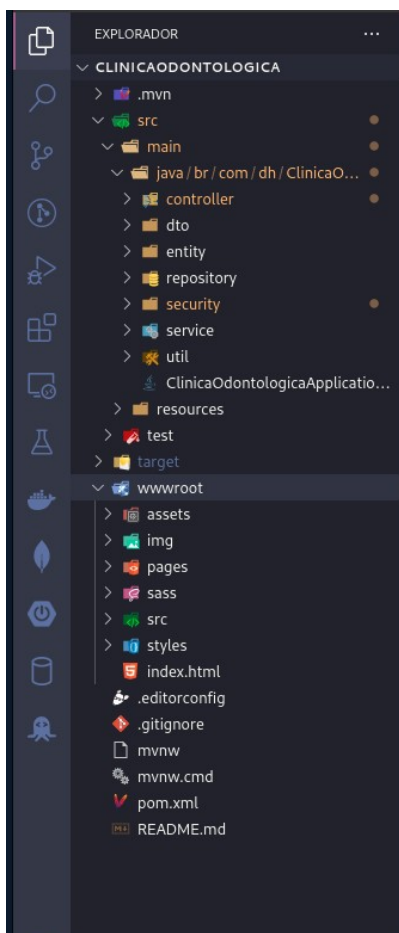 EXPLORADOR ...
CLINICAODONTOLOGICA
.mvn
src
main
java / br / com / dh / ClinicaO...
controller
dto
entity
repository
security
service
util
ClinicaOdontologicaApplicatio...
resources
test
target
wwwroot
assets
img
pages
sass
src
styles
index.html
.editorconfig
.gitignore
mvnw
mvnw.cmd
pom.xml
README.md